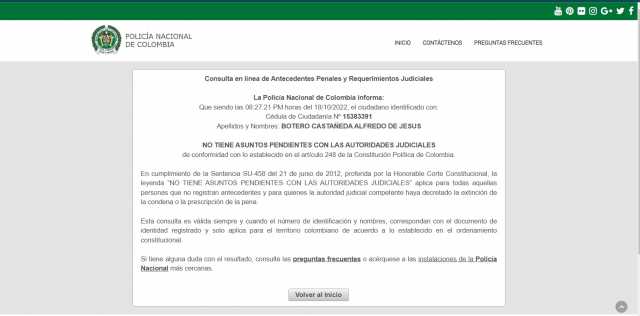 POLICÍA NACIONAL
DE COLOMBIA
INICIO CONTÁCTENOS PREGUNTAS FRECUENTES
Consulta en línea de Antecedentes Penales y Requerimientos Judiciales
La Policía Nacional de Colombia informa:
Que siendo las 08:27:21 PM horas del 18/10/2022, el ciudadano identificado con:
Cédula de Ciudadanía Nº 15383391
Apellidos y Nombres: BOTERO CASTAÑEDA ALFREDO DE JESUS
NO TIENE ASUNTOS PENDIENTES CON LAS AUTORIDADES JUDICIALES
de conformidad con lo establecido en el artículo 248 de la Constitución Política de Colombia.
En cumplimiento de la Sentencia SU-458 del 21 de junio de 2012, proferida por la Honorable Corte Constitucional, la
leyenda "NO TIENE ASUNTOS PENDIENTES CON LAS AUTORIDADES JUDICIALES" aplica para todas aquellas
personas que no registran antecedentes y para quienes la autoridad judicial competente haya decretado la extinción de
la condena o la prescripción de la pena.
Esta consulta es válida siempre y cuando el número de identificación y nombres, correspondan con el documento de
identidad registrado y solo aplica para el territorio colombiano de acuerdo a lo establecido en el ordenamiento
constitucional.
Si tiene alguna duda con el resultado, consulte las preguntas frecuentes o acérquese a las instalaciones de la Policía
Nacional más cercanas.
Volver al Inicio